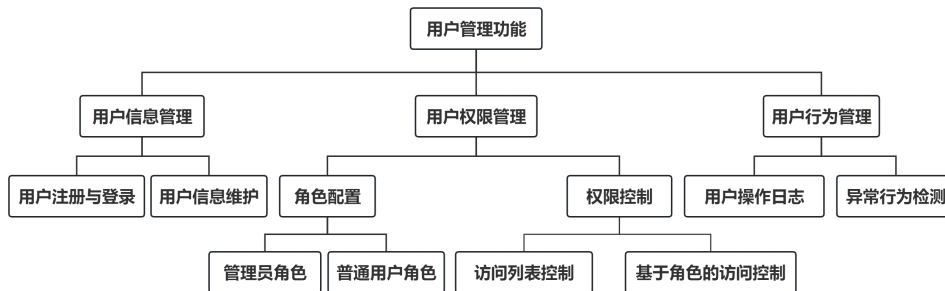 用户管理功能
用户信息管理
用户权限管理
用户行为管理
用户注册与登录
用户信息维护
角色配置
权限控制
用户操作日志
异常行为检测
管理员角色
普通用户角色
访问列表控制
基于角色的访问控制